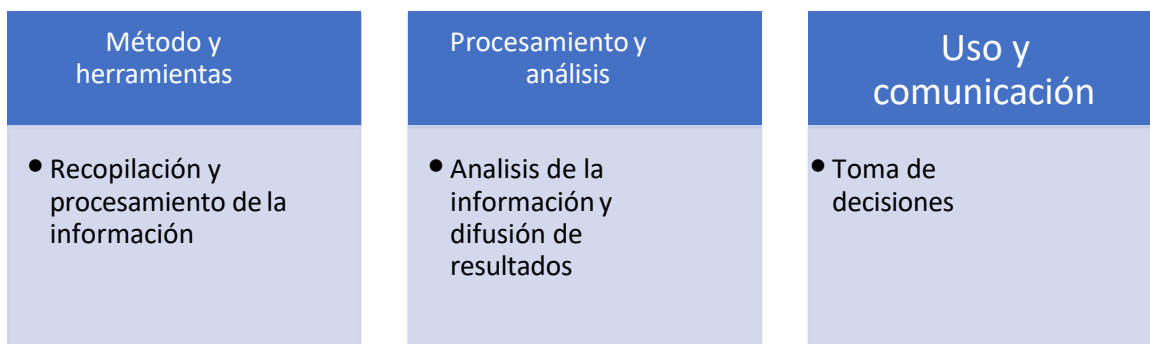 Método y
herramientas
• Recopilación y
procesamiento de la
información
Procesamiento y
análisis
• Analisis de la
información y
difusión de
resultados
Uso y
comunicación
• Toma de
decisiones